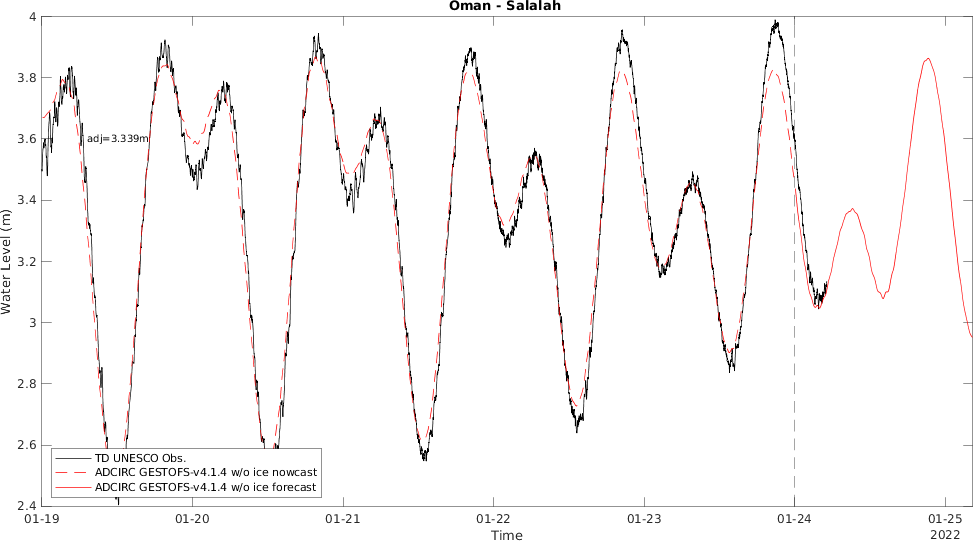 Oman - Salalah
4
3.8
3.6
3.4
3.2
3
2.8
2.6
2.4
Water Level (m)
adj=3.339m
TD UNESCO Obs.
ADCIRC GESTOFS-v4.1.4 w/o ice nowcast
ADCIRC GESTOFS-v4.1.4 w/o ice forecast
01-19 01-20 01-21 01-22 01-23 01-24 01-25
Time 2022